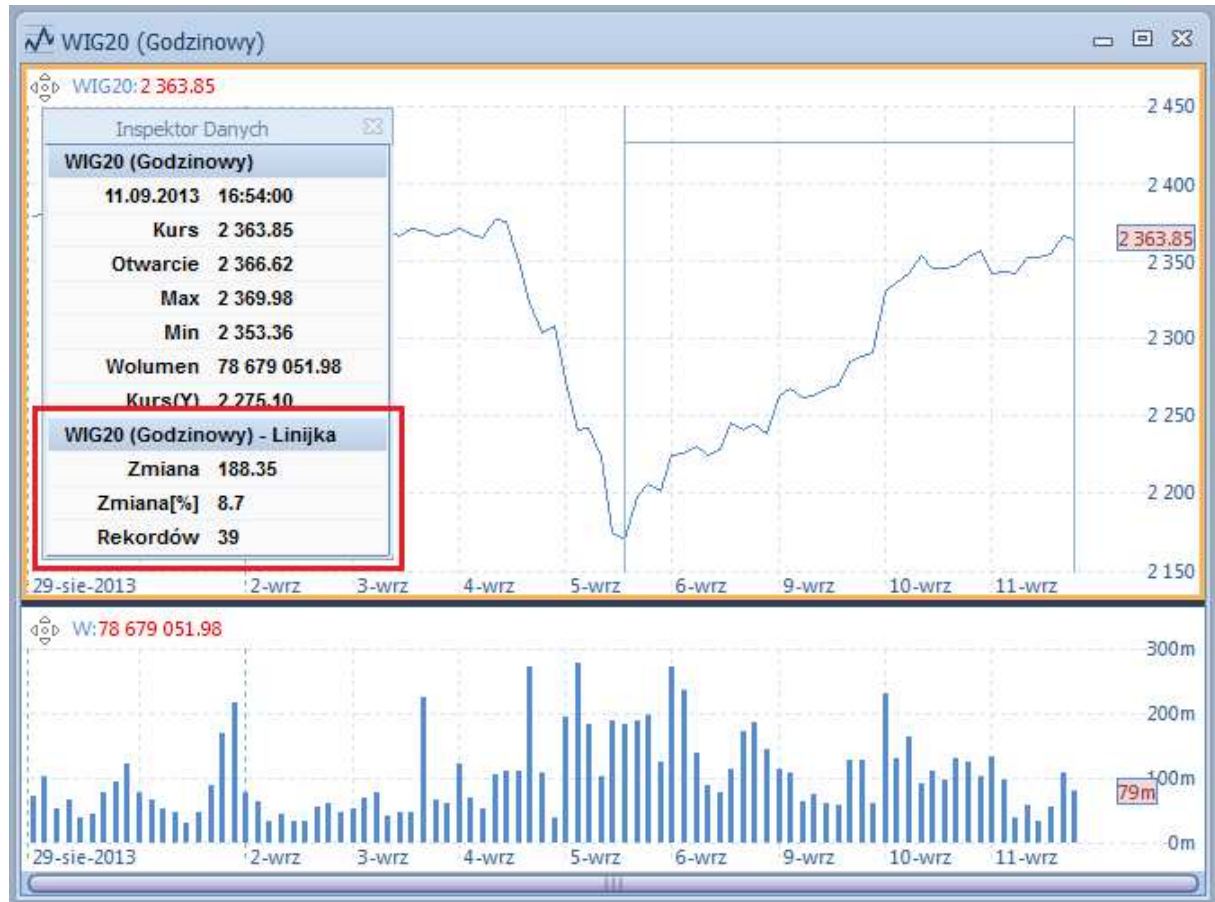 WIG20 (Godzinowy)
WIG20:2 363.85
Inspektor Danych
WIG20 (Godzinowy)
11.09.2013 16:54:00
Kurs 2 363.85
Otwarcie 2 366.62
Max 2 369.98
Min 2 353.36
Wolumen 78 679 051.98
Kurs(Y) 2 275.10
WIG20 (Godzinowy) - Linijka
Zmiana 188.35
Zmiana[%] 8.7
Rekordów 39
2 450
2 400
2 363.85
2 350
2 300
2 250
2 200
2 150
29-sie-2013 2-wrz 3-wrz 4-wrz 5-wrz 6-wrz 9-wrz 10-wrz 11-wrz
W:78 679 051.98
300m
200m
100m
79m
0m
29-sie-2013 2-wrz 3-wrz 4-wrz 5-wrz 6-wrz 9-wrz 10-wrz 11-wrz